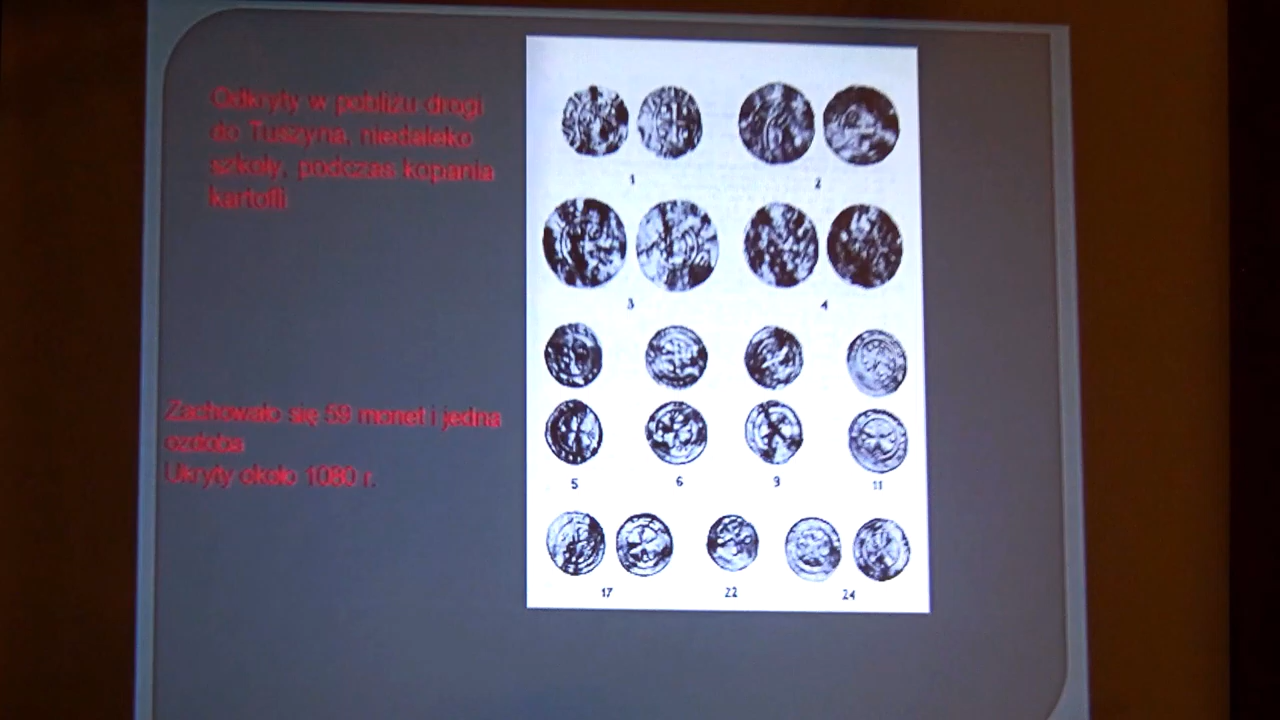 Odkryty w pobliżu drogi
do Tuszyna, niedaleko
szkoły, podczas kopania
kartofli
Zachowało się 59 monet i jedna
ozdoba
Ukryty około 1080 r.
1 2
3 4
5 6 9 11
17 22 24